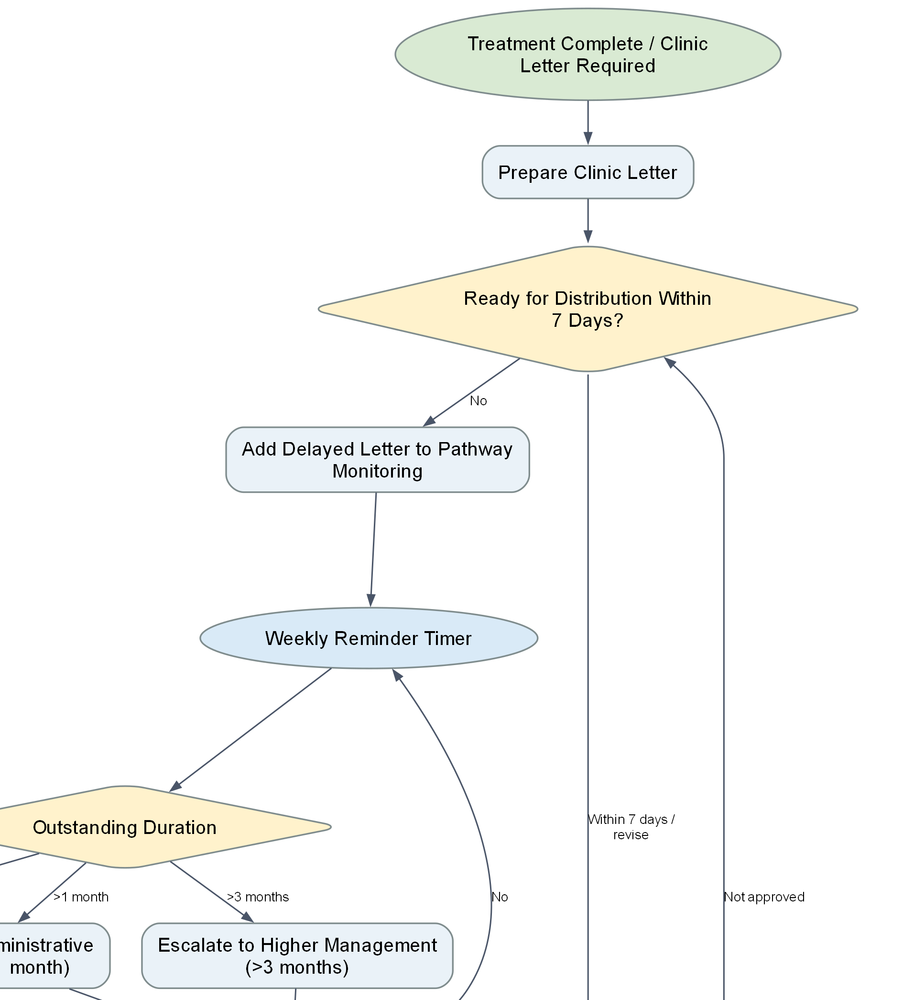 Treatment Complete / Clinic
Letter Required
Prepare Clinic Letter
Ready for Distribution Within
7 Days?
No
Add Delayed Letter to Pathway
Monitoring
Weekly Reminder Timer
Within 7 days /
revise
Outstanding Duration
>1 month
>3 months
No
Not approved
month)
Escalate to Higher Management
(>3 months)